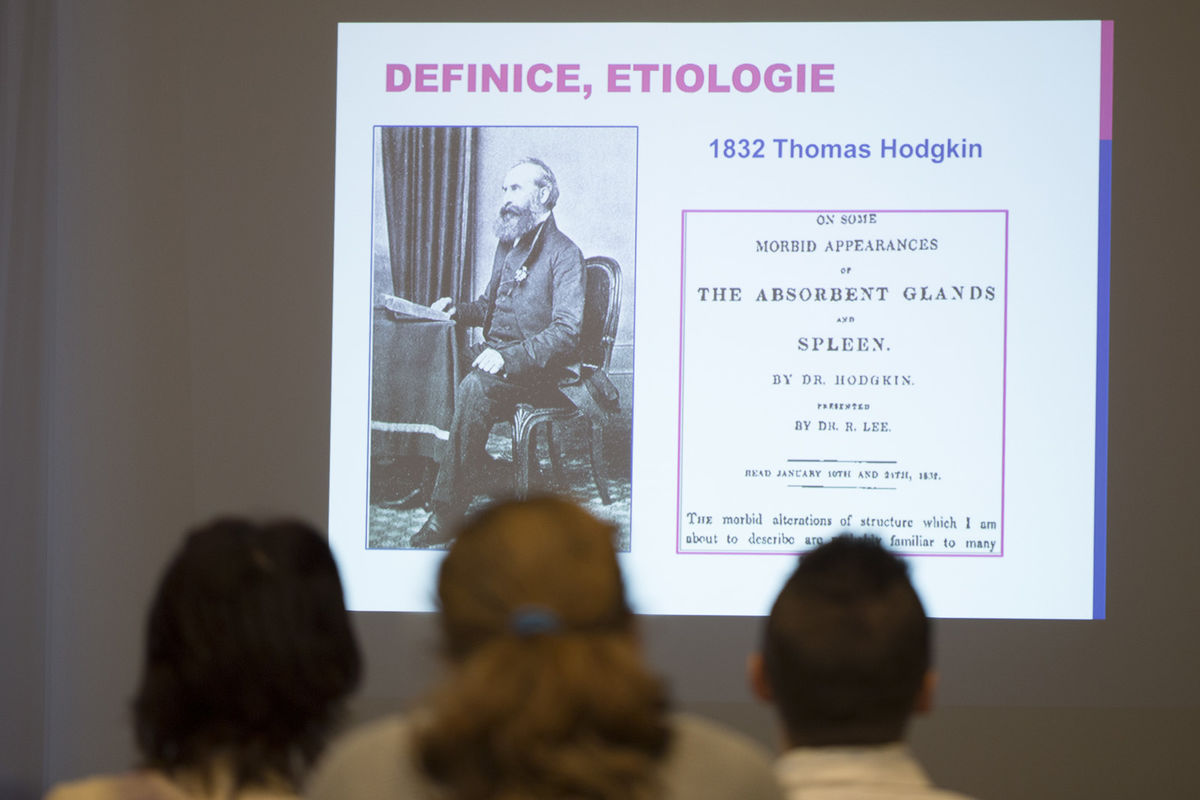 DEFINICE, ETIOLOGIE
1832 Thomas Hodgkin
ON SOME
MORBID APPEARANCES
OF
THE ABSORBENT GLANDS
AND
SPLEEN.
BY DR. HODGKIN.
PRESENTED
BY DR. R. LEE.
READ JANUARY 10TH AND 24TH, 1832.
THE morbid alterations of structure which I am
about to describe are familiar to many